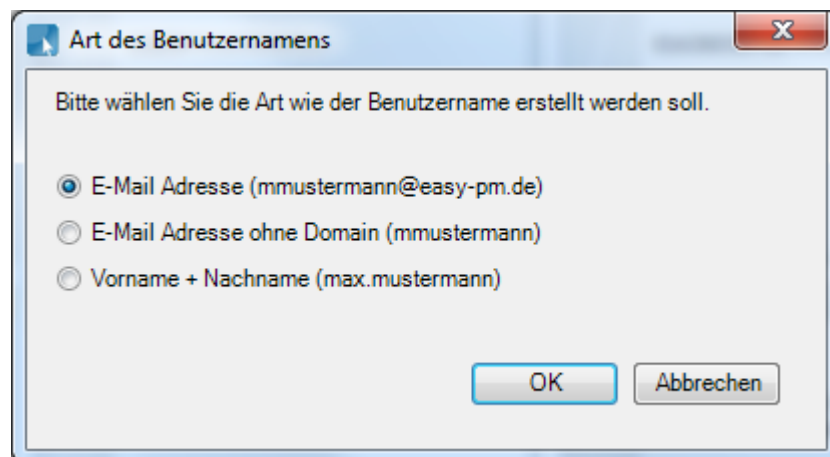 Art des Benutzernamens
Bitte wählen Sie die Art wie der Benutzername erstellt werden soll.
E-Mail Adresse (mmustermann@easy-pm.de)
E-Mail Adresse ohne Domain (mmustermann)
Vorname + Nachname (max.mustermann)
OK Abbrechen